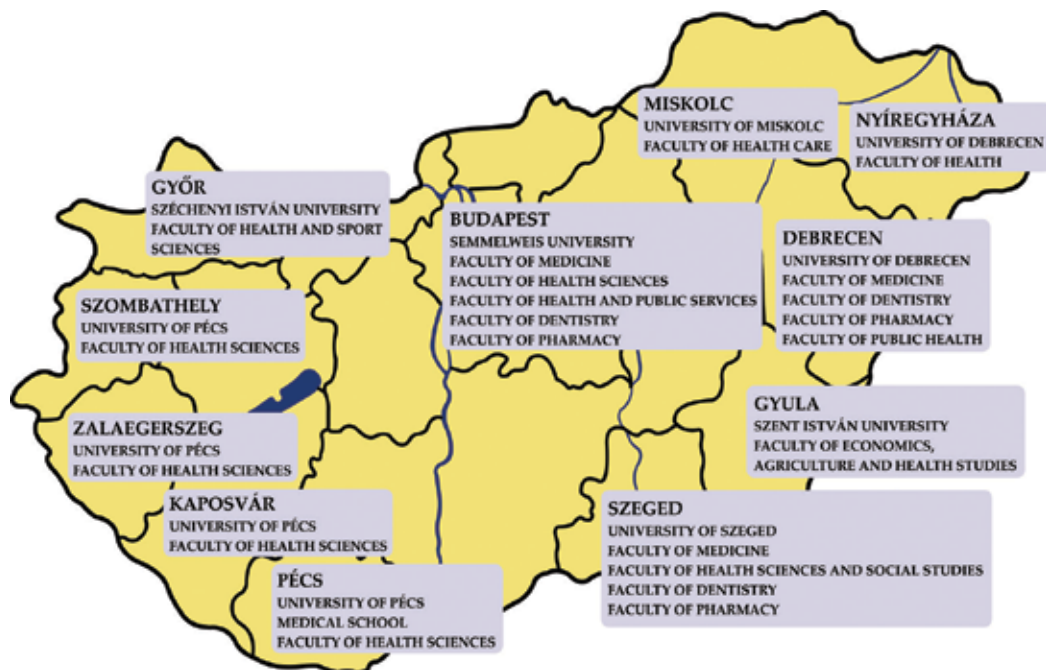 MISKOLC
UNIVERSITY OF MISKOLC
FACULTY OF HEALTH CARE
NYÍREGYHÁZA
UNIVERSITY OF DEBRECEN
FACULTY OF HEALTH
GYŐR
SZÉCHENYI ISTVÁN UNIVERSITY
FACULTY OF HEALTH AND SPORT
SCIENCES
BUDAPEST
SEMMELWEIS UNIVERSITY
FACULTY OF MEDICINE
FACULTY OF HEALTH SCIENCES
FACULTY OF HEALTH AND PUBLIC SERVICES
FACULTY OF DENTISTRY
FACULTY OF PHARMACY
DEBRECEN
UNIVERSITY OF DEBRECEN
FACULTY OF MEDICINE
FACULTY OF DENTISTRY
FACULTY OF PHARMACY
FACULTY OF PUBLIC HEALTH
SZOMBATHELY
UNIVERSITY OF PÉCS
FACULTY OF HEALTH SCIENCES
GYULA
SZENT ISTVÁN UNIVERSITY
FACULTY OF ECONOMICS,
AGRICULTURE AND HEALTH STUDIES
ZALAEGERSZEG
UNIVERSITY OF PÉCS
FACULTY OF HEALTH SCIENCES
KAPOSVÁR
UNIVERSITY OF PÉCS
FACULTY OF HEALTH SCIENCES
SZEGED
UNIVERSITY OF SZEGED
FACULTY OF MEDICINE
FACULTY OF HEALTH SCIENCES AND SOCIAL STUDIES
FACULTY OF DENTISTRY
FACULTY OF PHARMACY
PÉCS
UNIVERSITY OF PÉCS
MEDICAL SCHOOL
FACULTY OF HEALTH SCIENCES